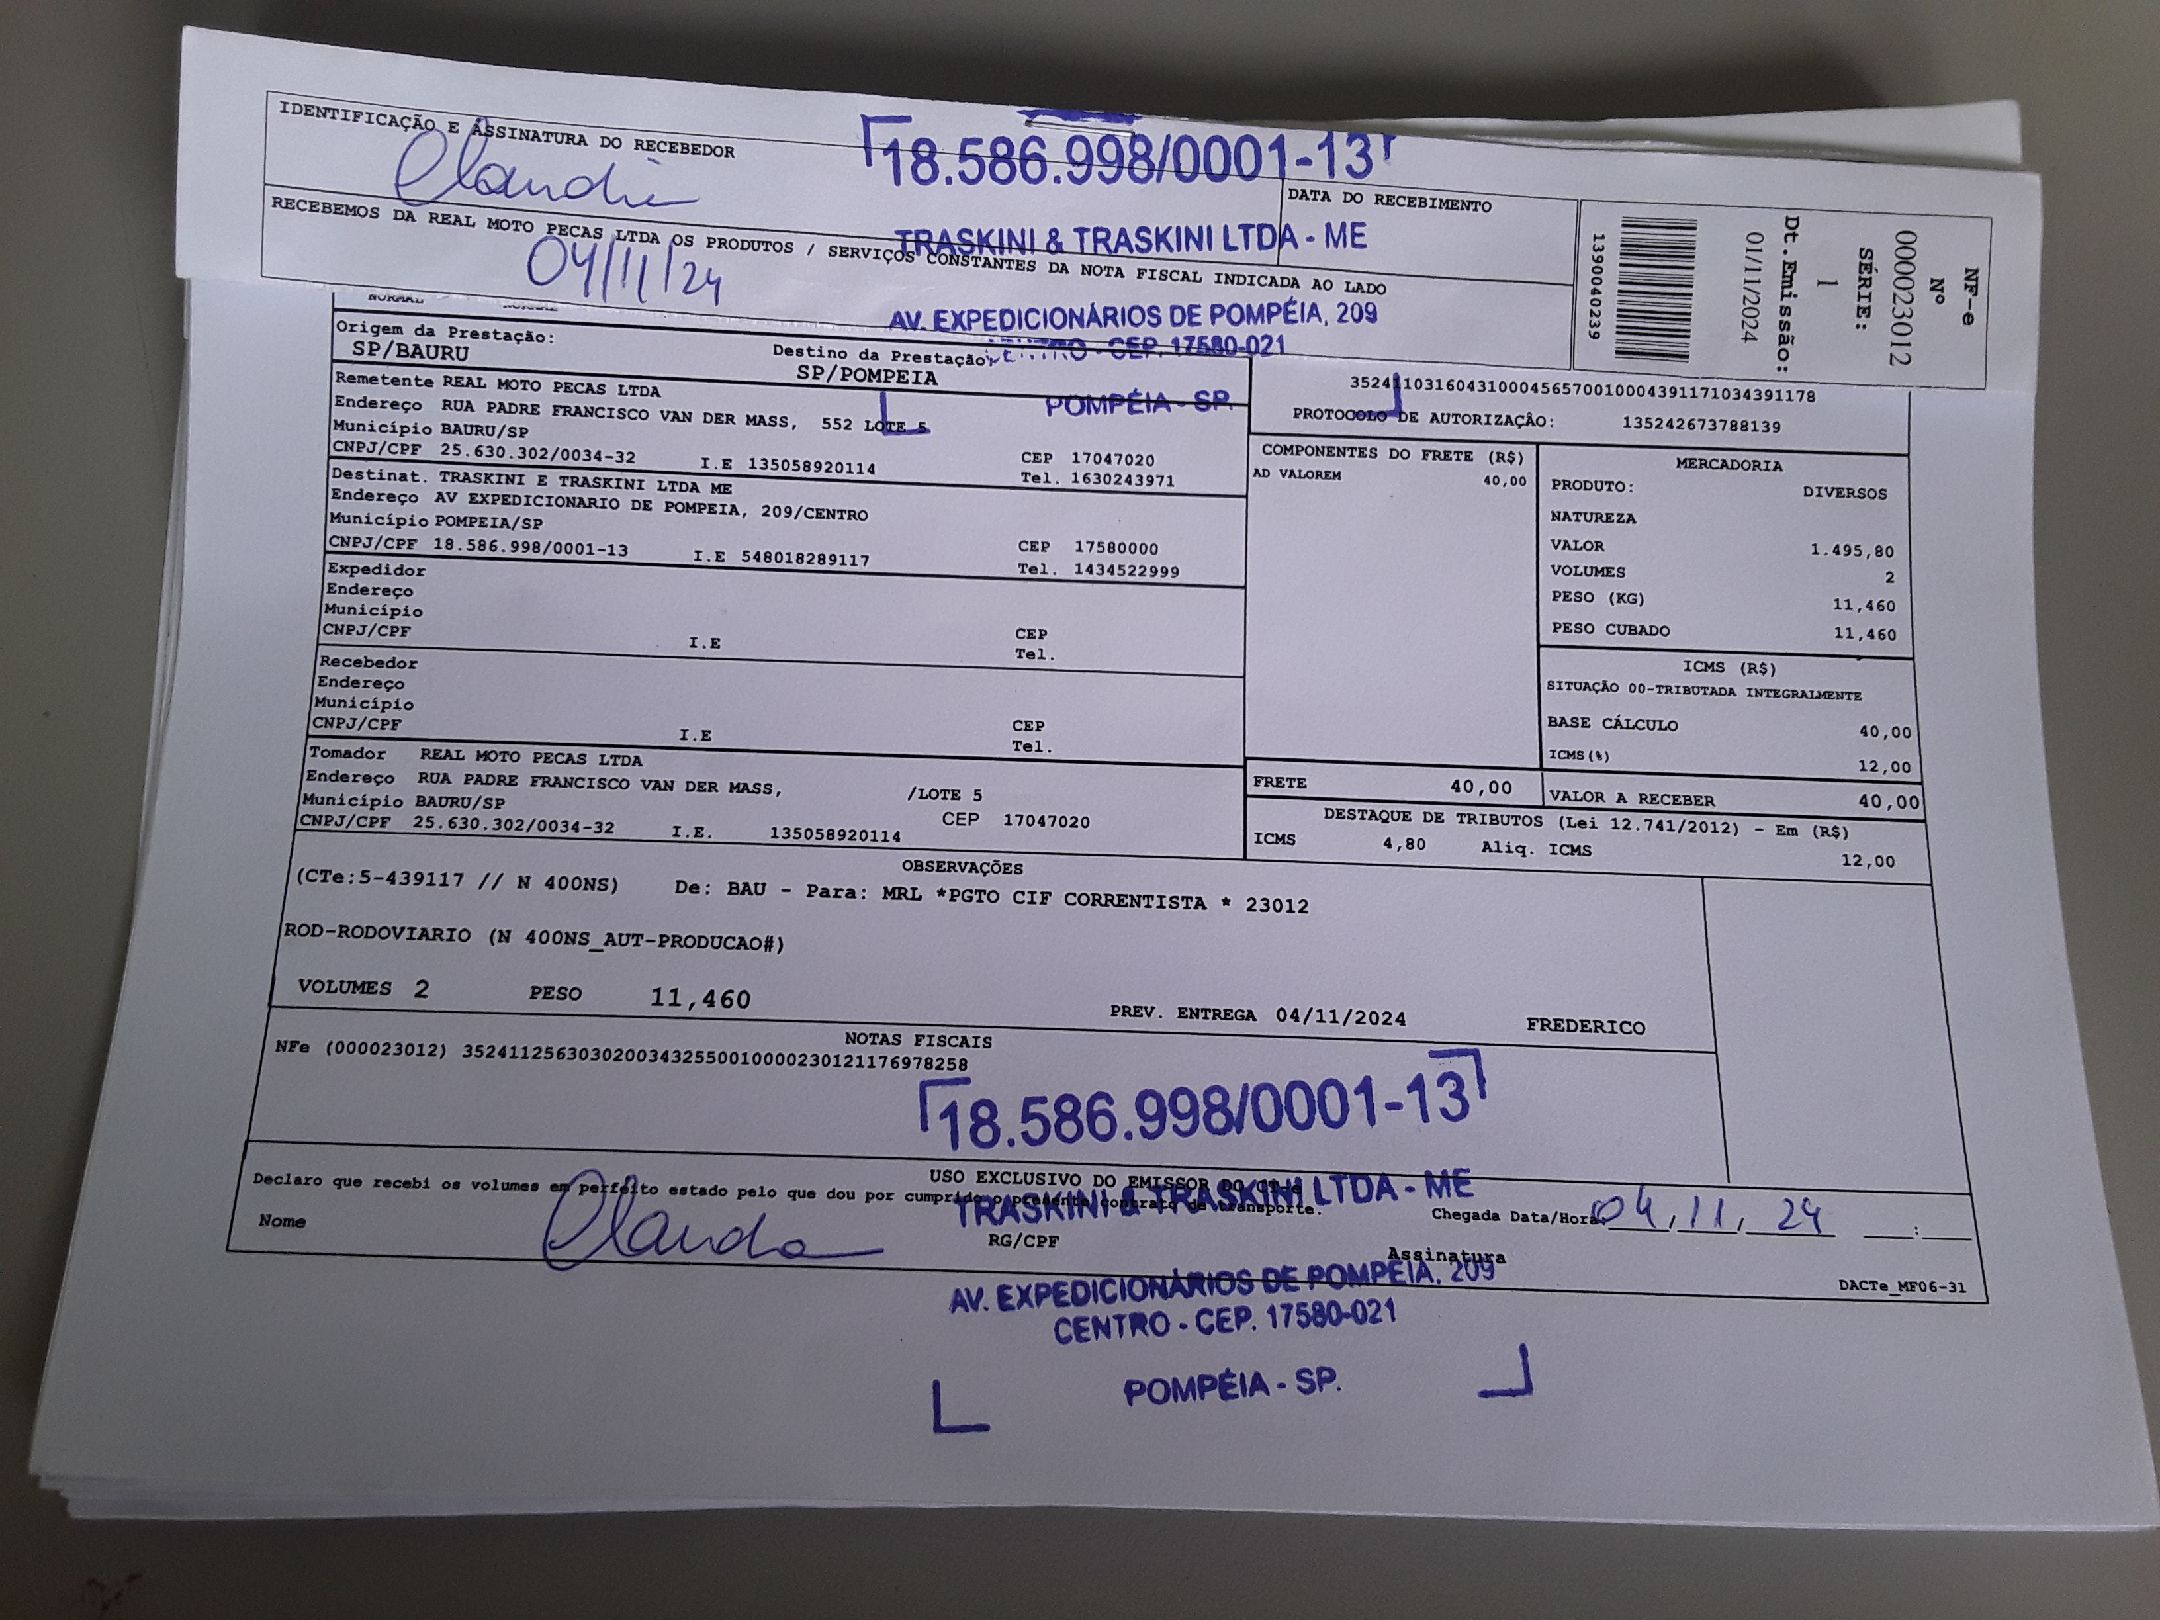 IDENTIFICAÇÃO E ASSINATURA DO RECEBEDOR
18.586.998/0001-13
DATA DO RECEBIMENTO
TRASKINI & TRASKINI LTDA - ME
RECEBEMOS DA REAL MOTO PECAS LTDA OS PRODUTOS / SERVIÇOS CONSTANTES DA NOTA FISCAL INDICADA AO LADO
04/11/24
AV. EXPEDICIONÁRIOS DE POMPÉIA, 209
CENTRO - CEP. 17580-021
POMPÉIA - SP.
NF-e
Nº
000023012
SÉRIE:
1
Dt.Emissão:
01/11/2024
1390040239
NORMAL
Origem da Prestação:
SP/BAURU
Destino da Prestação:
SP/POMPEIA
Remetente REAL MOTO PECAS LTDA
Endereço RUA PADRE FRANCISCO VAN DER MASS, 552 LOTE 5
Município BAURU/SP
CEP 17047020
CNPJ/CPF 25.630.302/0034-32 I.E 135058920114
Tel. 1630243971
Destinat. TRASKINI E TRASKINI LTDA ME
Endereço AV EXPEDICIONARIO DE POMPEIA, 209/CENTRO
Município POMPEIA/SP
CEP 17580000
CNPJ/CPF 18.586.998/0001-13 I.E 548018289117
Tel. 1434522999
Expedidor
Endereço
Município
CEP
CNPJ/CPF I.E
Tel.
Recebedor
Endereço
Município
CEP
CNPJ/CPF I.E
Tel.
Tomador REAL MOTO PECAS LTDA
Endereço RUA PADRE FRANCISCO VAN DER MASS, /LOTE 5
Município BAURU/SP
CEP 17047020
CNPJ/CPF 25.630.302/0034-32 I.E. 135058920114
35241103160431000456570010004391171034391178
PROTOCOLO DE AUTORIZAÇÃO: 135242673788139
COMPONENTES DO FRETE (R$)
AD VALOREM 40,00
MERCADORIA
PRODUTO: DIVERSOS
NATUREZA
VALOR 1.495,80
VOLUMES 2
PESO (KG) 11,460
PESO CUBADO 11,460
ICMS (R$)
SITUAÇÃO 00-TRIBUTADA INTEGRALMENTE
BASE CÁLCULO 40,00
ICMS(%) 12,00
FRETE 40,00
VALOR A RECEBER 40,00
DESTAQUE DE TRIBUTOS (Lei 12.741/2012) - Em (R$)
ICMS 4,80 Aliq. ICMS 12,00
OBSERVAÇÕES
(CTe:5-439117 // N 400NS) De: BAU - Para: MRL *PGTO CIF CORRENTISTA * 23012
ROD-RODOVIARIO (N 400NS_AUT-PRODUCAO#)
VOLUMES 2 PESO 11,460
PREV. ENTREGA 04/11/2024 FREDERICO
NOTAS FISCAIS
NFe (000023012) 35241125630302003432550010000230121176978258
18.586.998/0001-13
USO EXCLUSIVO DO EMISSOR DO CT-e
Declaro que recebi os volumes em perfeito estado pelo que dou por cumprido o presente contrato de transporte.
TRASKINI & TRASKINI LTDA - ME
Chegada Data/Hora: 04, 11, 24 :
Nome
RG/CPF
Assinatura
AV. EXPEDICIONÁRIOS DE POMPÉIA, 209
DACTe_MF06-31
CENTRO - CEP. 17580-021
POMPÉIA - SP.